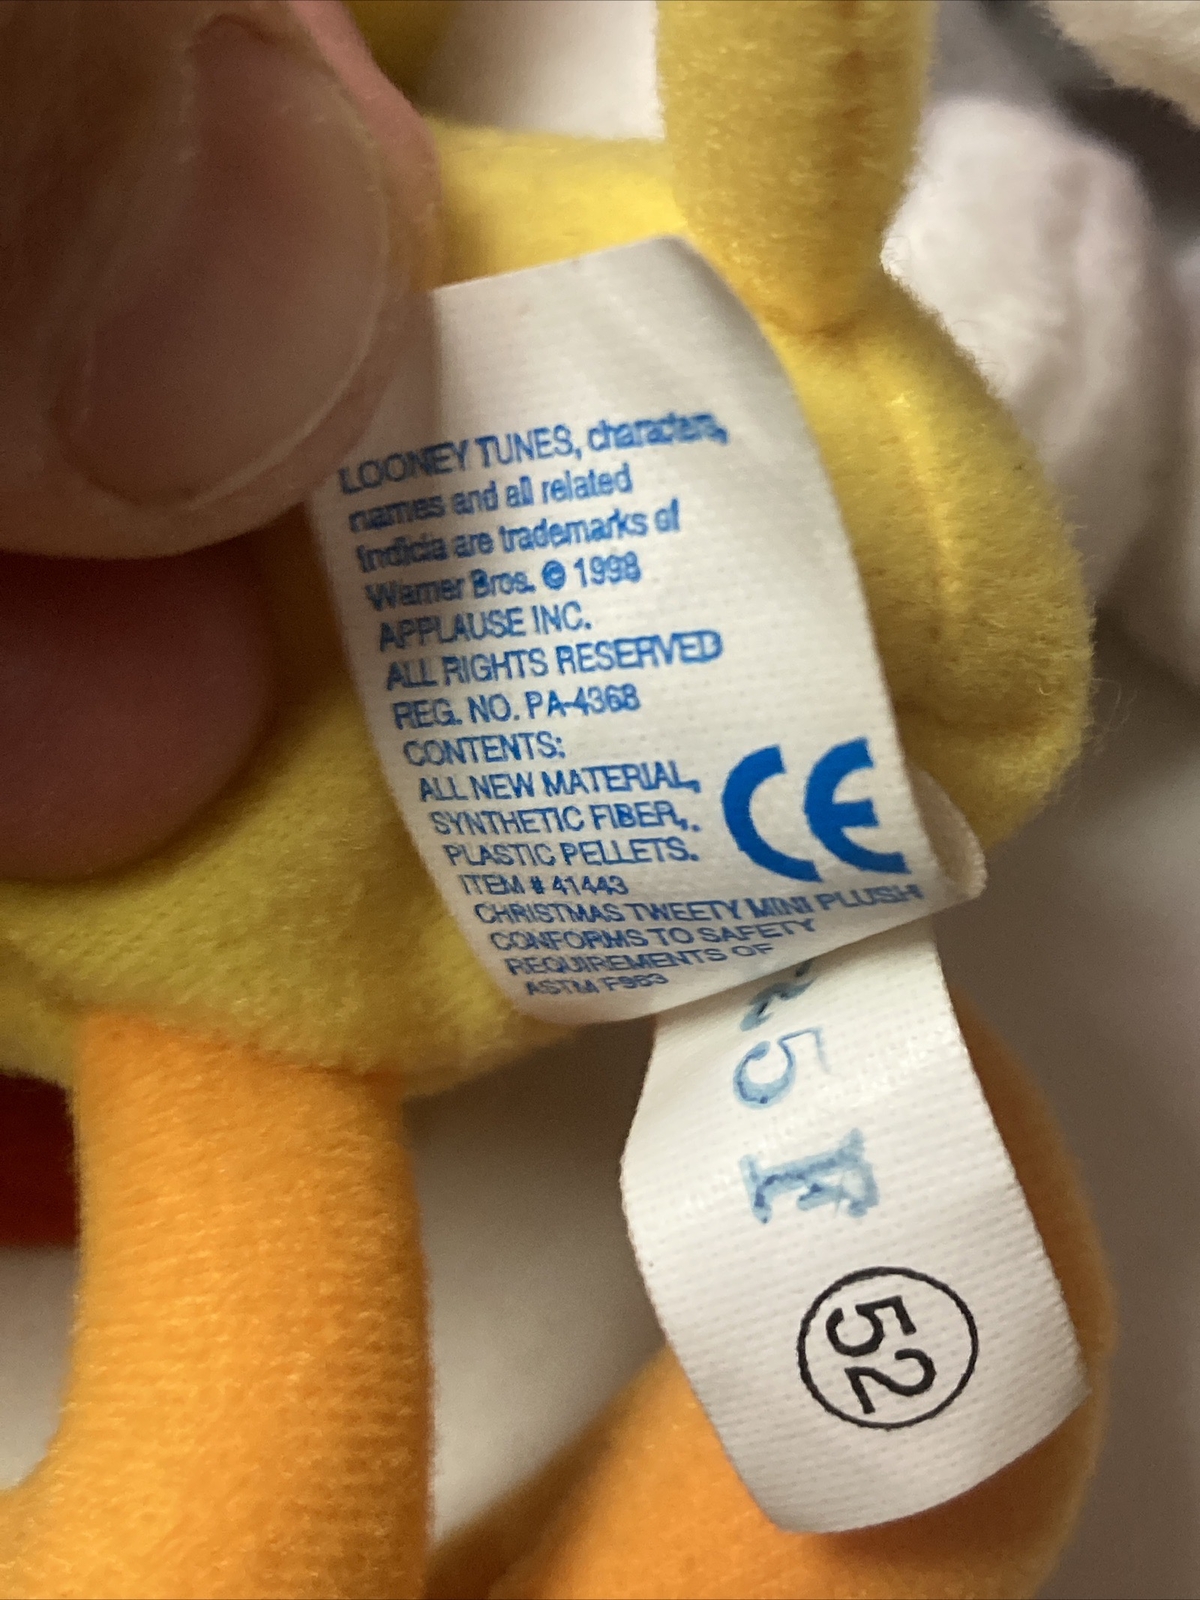 LOONEY TUNES, characters,
names and all related
indicia are trademarks of
Warner Bros. © 1998
APPLAUSE INC.
ALL RIGHTS RESERVED
REG. NO. PA-4368
CONTENTS:
ALL NEW MATERIAL,
SYNTHETIC FIBER,.
PLASTIC PELLETS.
ITEM # 41443
CHRISTMAS TWEETY MINI PLUSH
CONFORMS TO SAFETY
REQUIREMENTS OF
ASTM F963
CE
25 F
52